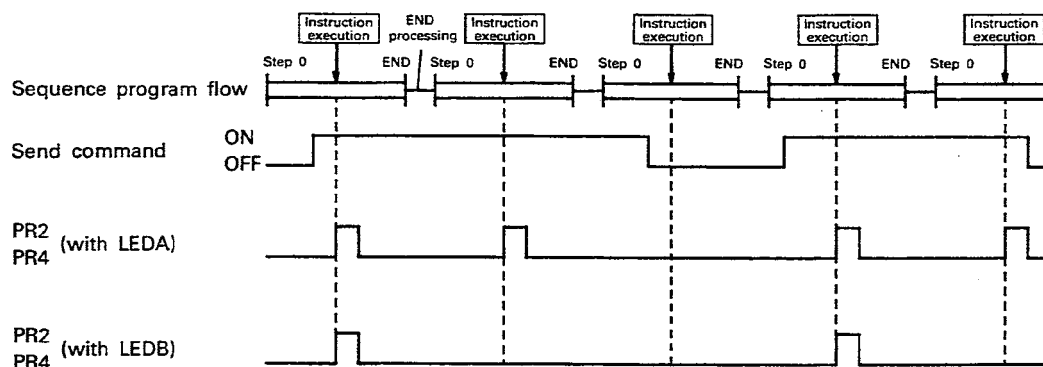 Instruction execution
END processing
Instruction execution
Instruction execution
Instruction execution
Instruction execution
Step 0 END Step 0 END Step 0 END Step 0 END Step 0
Sequence program flow
Send command ON
OFF
PR2
PR4 (with LEDA)
PR2
PR4 (with LEDB)